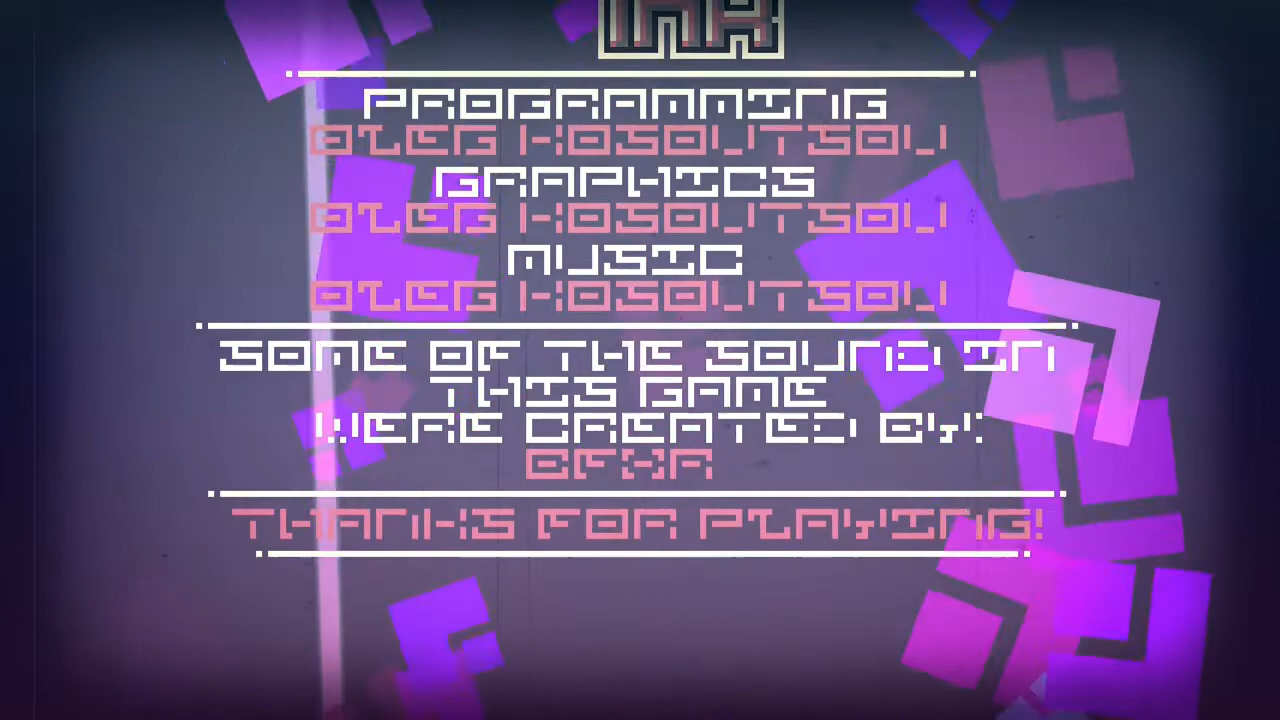 PROGRAMMING
OLEG KOSOVTSOV
GRAPHICS
OLEG KOSOVTSOV
MUSIC
OLEG KOSOVTSOV
SOME OF THE SOUND IN
THIS GAME
WERE CREATED BY:
BFXR
THANKS FOR PLAYING!